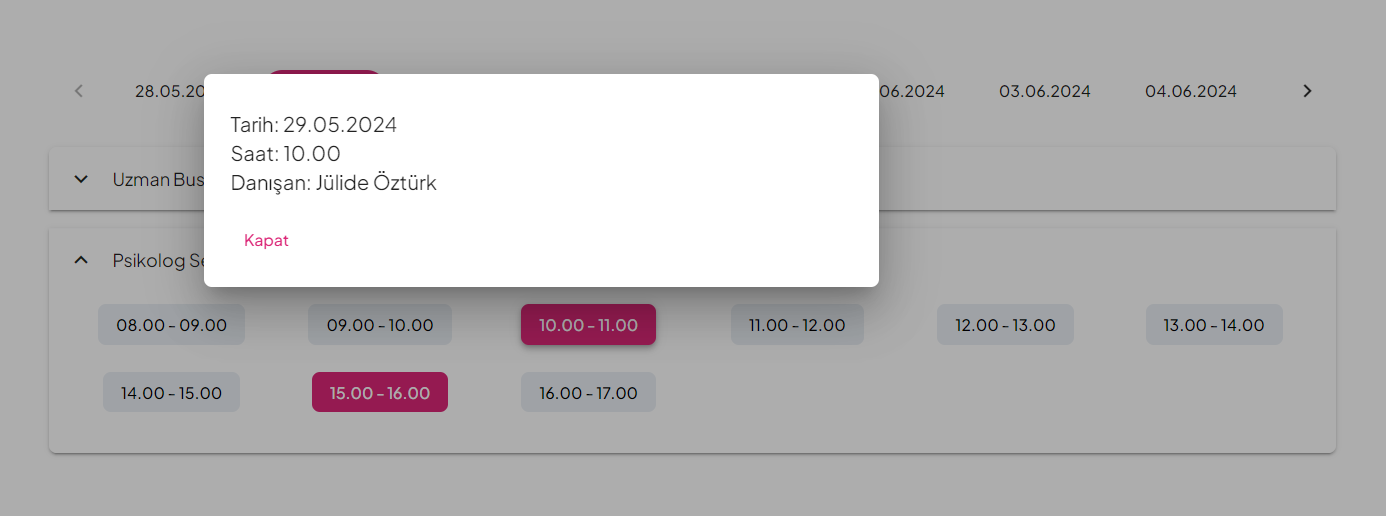 28.05.20
06.2024
03.06.2024
04.06.2024
Tarih: 29.05.2024
Saat: 10.00
Danışan: Jülide Öztürk
Kapat
Uzman
Psikolog
08.00 - 09.00
09.00 - 10.00
10.00 - 11.00
11.00 - 12.00
12.00 - 13.00
13.00 - 14.00
14.00 - 15.00
15.00 - 16.00
16.00 - 17.00